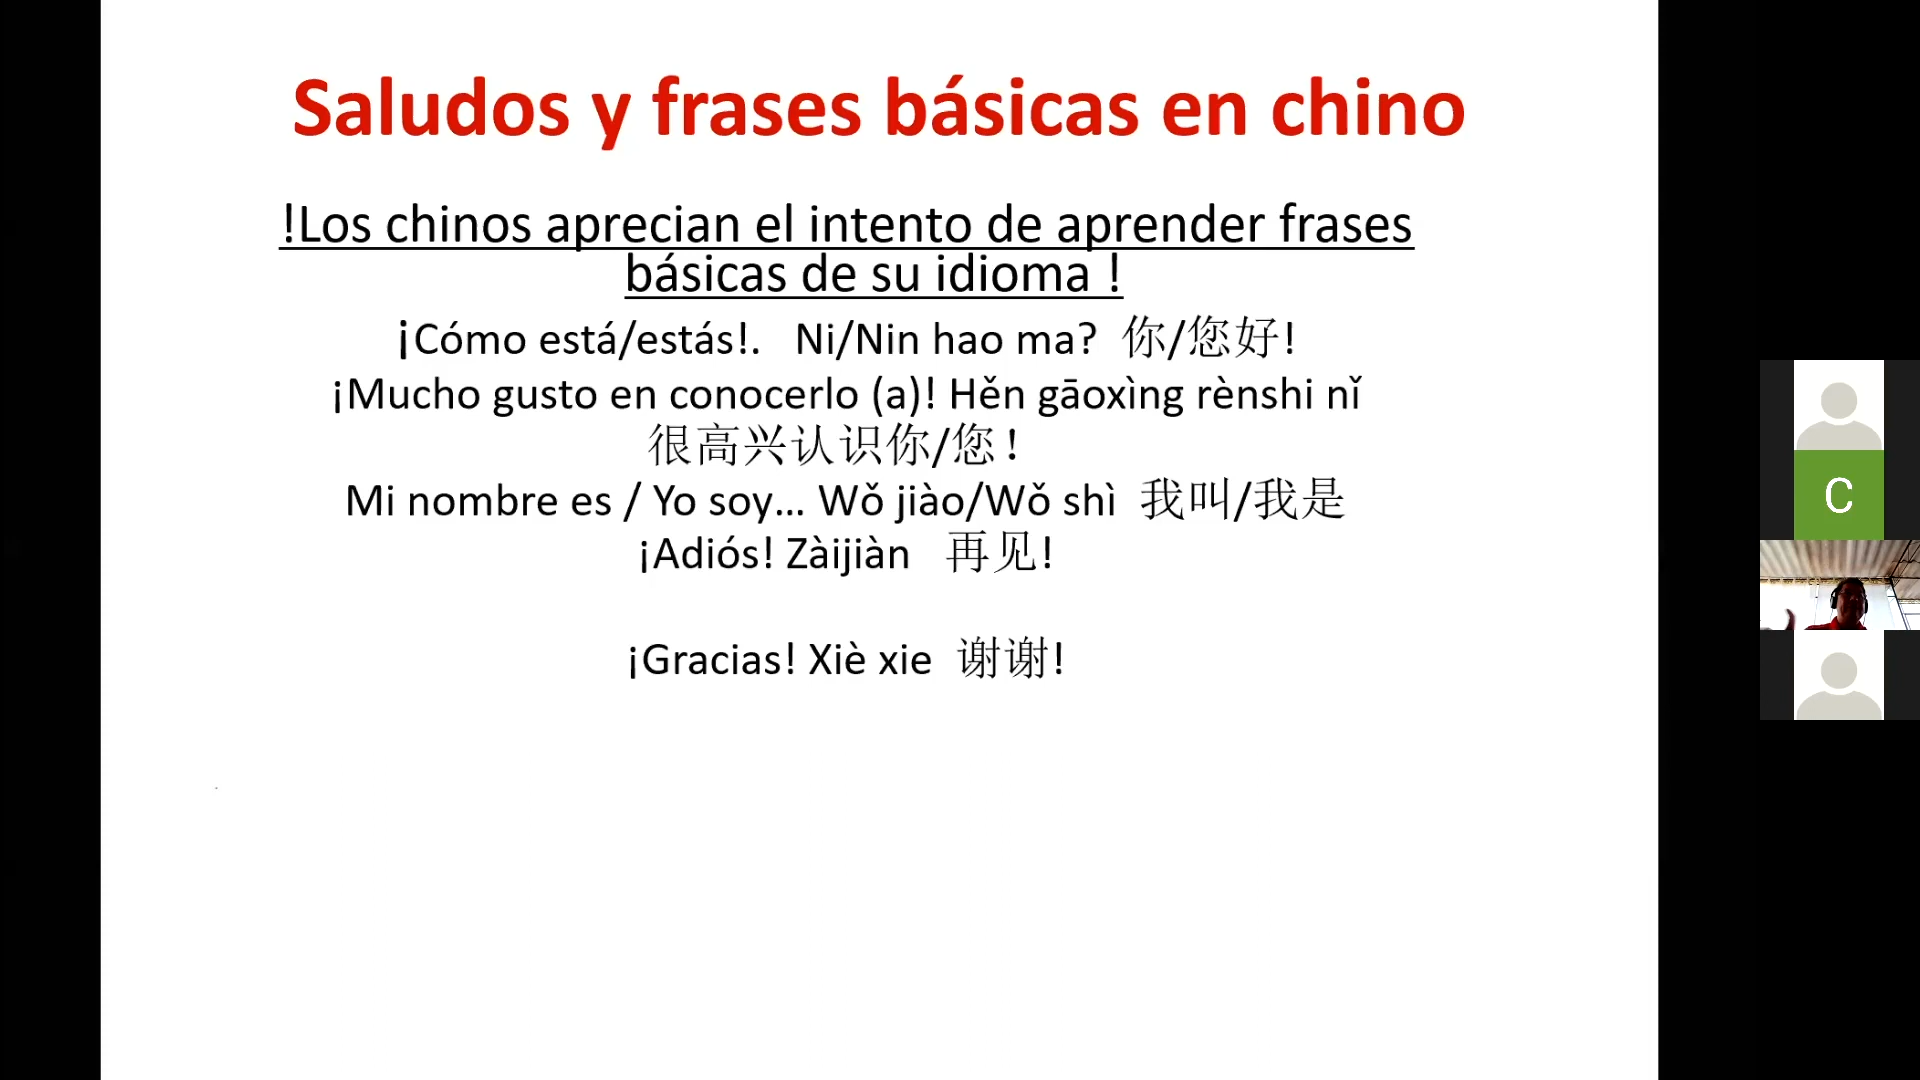 Saludos y frases básicas en chino
!Los chinos aprecian el intento de aprender frases
básicas de su idioma !
¡Cómo está/estás!. Ni/Nin hao ma? 你/您好!
¡Mucho gusto en conocerlo (a)! Hěn gāoxìng rènshi nǐ
很高兴认识你/您！
Mi nombre es / Yo soy... Wǒ jiào/Wǒ shì 我叫/我是
¡Adiós! Zàijiàn 再见!
¡Gracias! Xiè xie 谢谢!
C